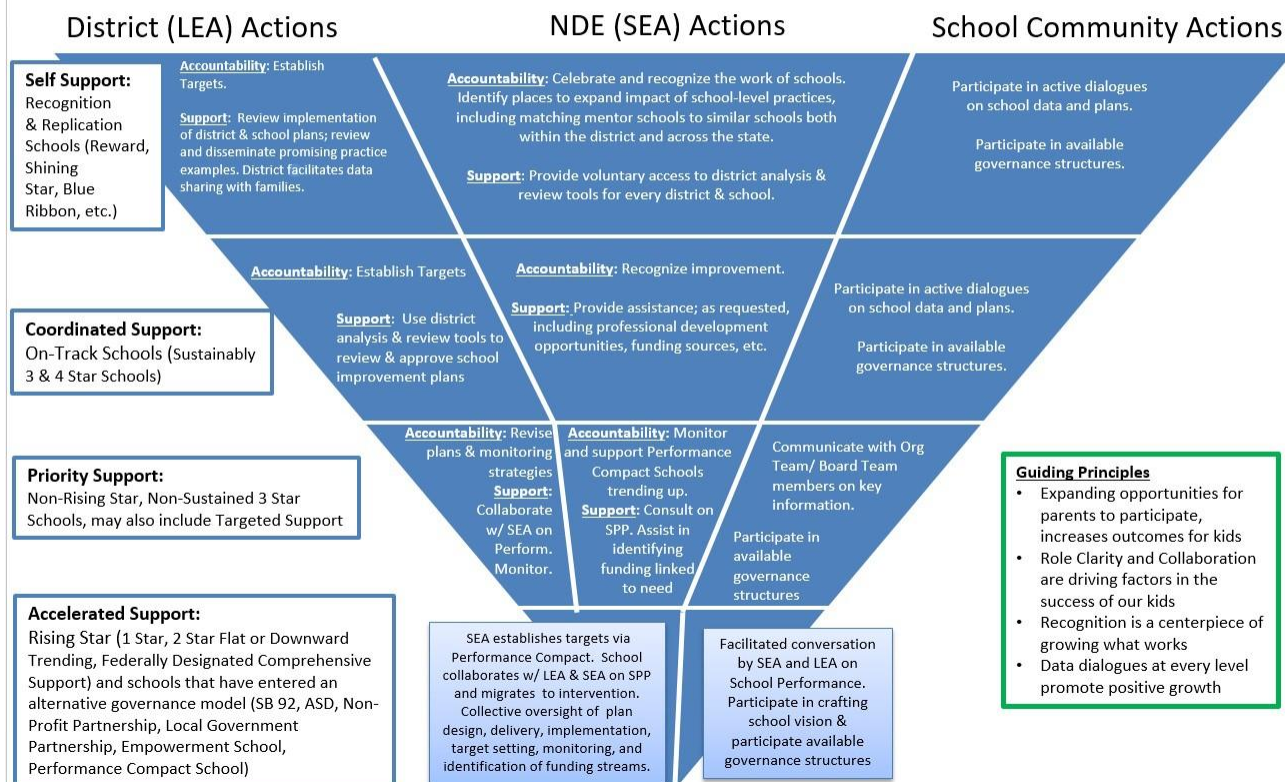 District (LEA) Actions
NDE (SEA) Actions
School Community Actions
Self Support:
Recognition
& Replication
Schools (Reward,
Shining
Star, Blue
Ribbon, etc.)
Accountability: Establish
Targets.
Support: Review implementation
of district & school plans; review
and disseminate promising practice
examples. District facilitates data
sharing with families.
Accountability: Celebrate and recognize the work of schools.
Identify places to expand impact of school-level practices,
including matching mentor schools to similar schools both
within the district and across the state.
Support: Provide voluntary access to district analysis &
review tools for every district & school.
Participate in active dialogues
on school data and plans.
Participate in available
governance structures.
Coordinated Support:
On-Track Schools (Sustainably
3 & 4 Star Schools)
Accountability: Establish Targets
Support: Use district
analysis & review tools to
review & approve school
improvement plans
Accountability: Recognize improvement.
Support: Provide assistance; as requested,
including professional development
opportunities, funding sources, etc.
Participate in active dialogues
on school data and plans.
Participate in available
governance structures.
Priority Support:
Non-Rising Star, Non-Sustained 3 Star
Schools, may also include Targeted Support
Accountability: Revise
plans & monitoring
strategies
Support:
Collaborate
w/ SEA on
Perform.
Monitor.
Accountability: Monitor
and support Performance
Compact Schools
trending up.
Support: Consult on
SPP. Assist in
identifying
funding linked
to need
Communicate with Org
Team/ Board Team
members on key
information.
Participate in
available
governance
structures
Accelerated Support:
Rising Star (1 Star, 2 Star Flat or Downward
Trending, Federally Designated Comprehensive
Support) and schools that have entered an
alternative governance model (SB 92, ASD, Non-
Profit Partnership, Local Government
Partnership, Empowerment School,
Performance Compact School)
SEA establishes targets via
Performance Compact. School
collaborates w/ LEA & SEA on SPP
and migrates to intervention.
Collective oversight of plan
design, delivery, implementation,
target setting, monitoring, and
identification of funding streams.
Facilitated conversation
by SEA and LEA on
School Performance.
Participate in crafting
school vision &
participate available
governance structures
Guiding Principles
• Expanding opportunities for
parents to participate,
increases outcomes for kids
• Role Clarity and Collaboration
are driving factors in the
success of our kids
• Recognition is a centerpiece of
growing what works
• Data dialogues at every level
promote positive growth